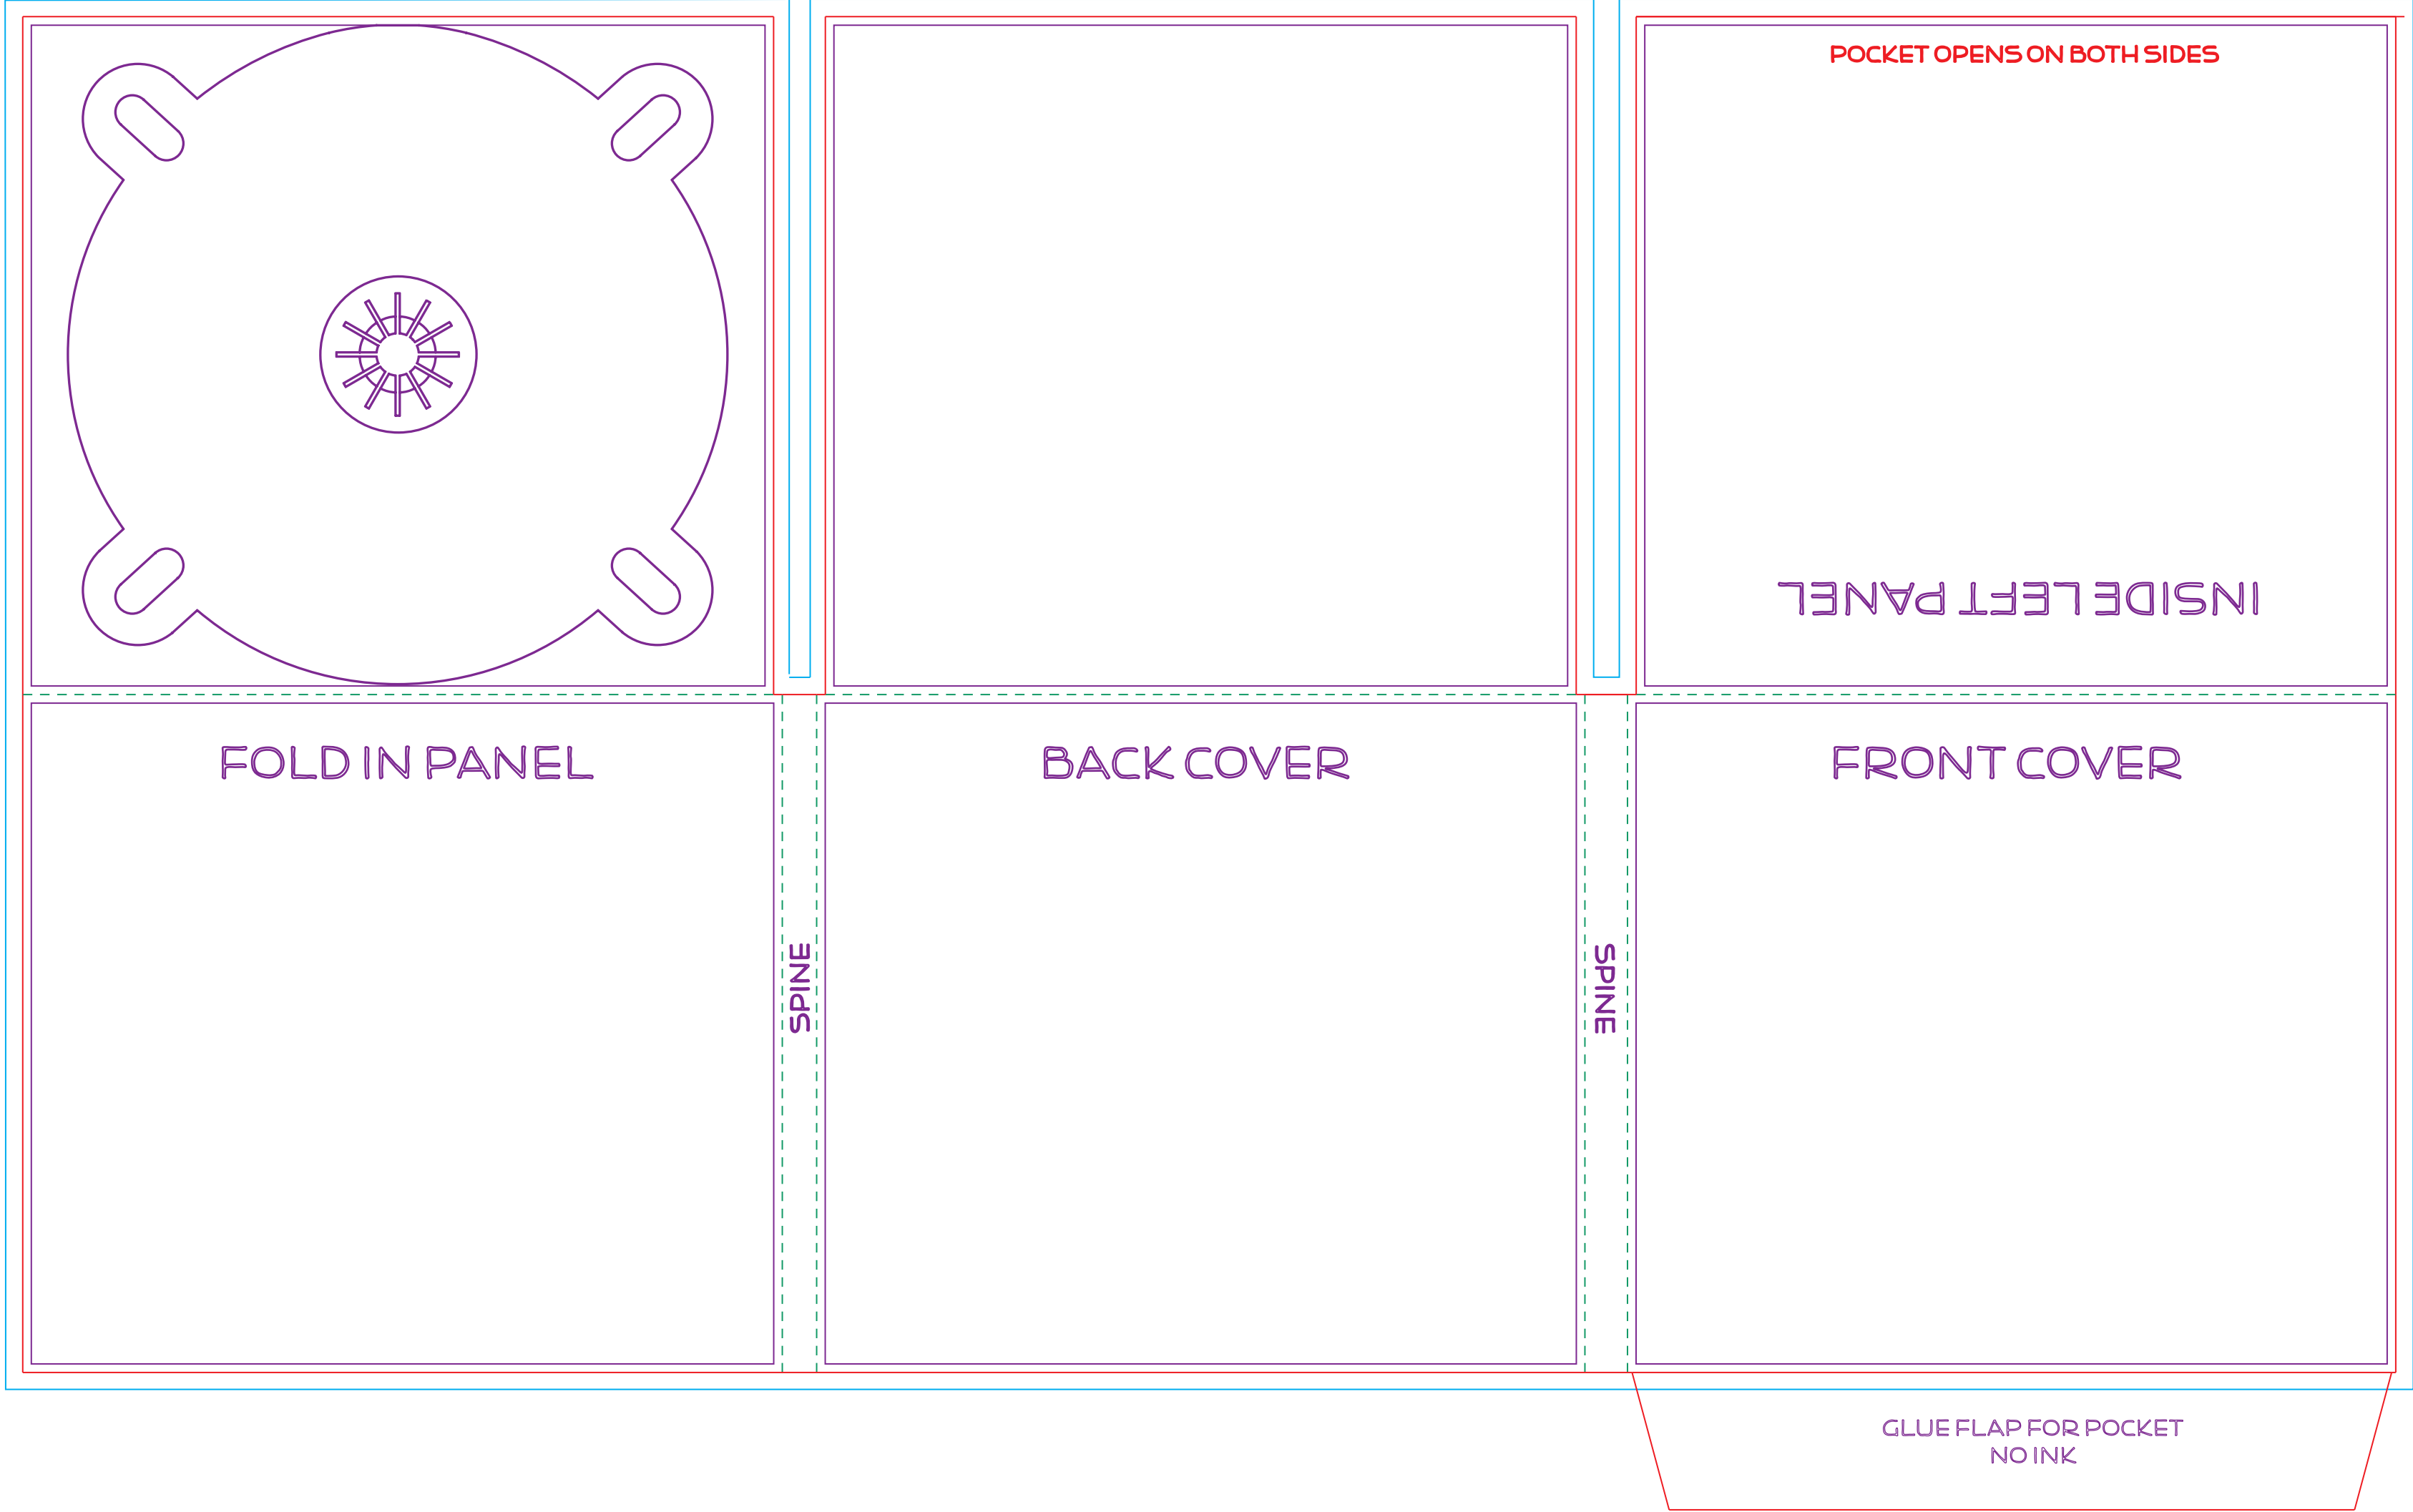 POCKET OPENS ON BOTH SIDES
INSIDE LEFT PANEL
FOLD IN PANEL
BACK COVER
FRONT COVER
SPINE
SPINE
GLUE FLAP FOR POCKET
NO INK